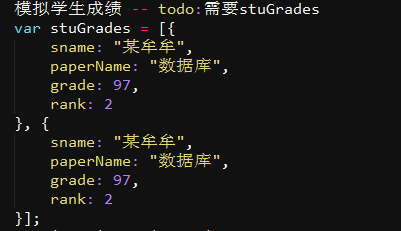 模拟学生成绩 -- todo:需要stuGrades
var stuGrades = [{
    sname: "某牟牟",
    paperName: "数据库",
    grade: 97,
    rank: 2
}, {
    sname: "某牟牟",
    paperName: "数据库",
    grade: 97,
    rank: 2
}];